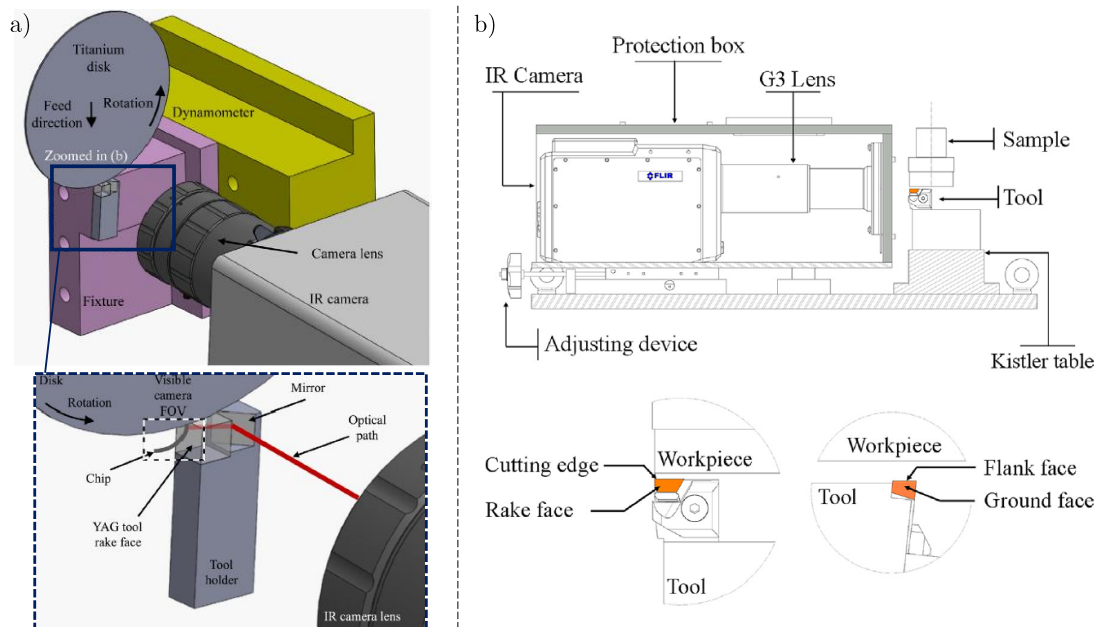 a)
Titanium
disk
Feed
direction
Rotation
Dynamometer
Zoomed in (b)
Camera lens
IR camera
Fixture
Disk
Rotation
Visible
camera
FOV
Mirror
Optical
path
Chip
YAG tool
rake face
Tool
holder
IR camera lens
b)
Protection box
IR Camera
G3 Lens
Sample
FLIR
Tool
Adjusting device
Kistler table
Cutting edge
Workpiece
Rake face
Tool
Workpiece
Flank face
Tool
Ground face